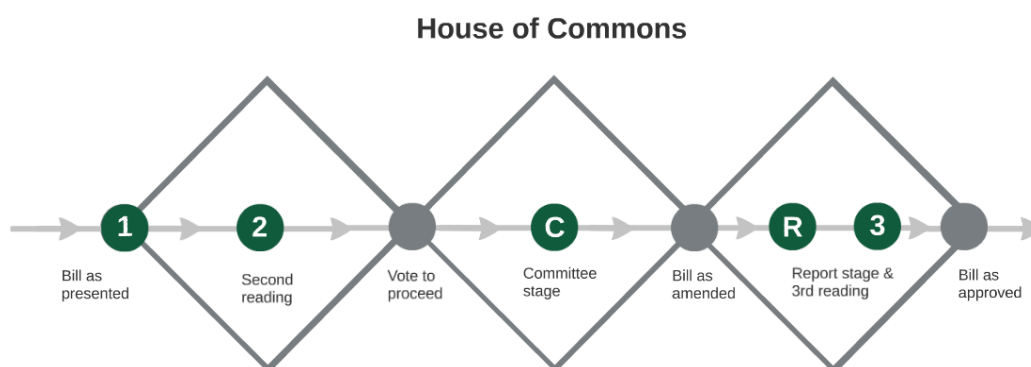 House of Commons
1
2
C
R
3
Bill as
presented
Second
reading
Vote to
proceed
Committee
stage
Bill as
amended
Report stage &
3rd reading
Bill as
approved